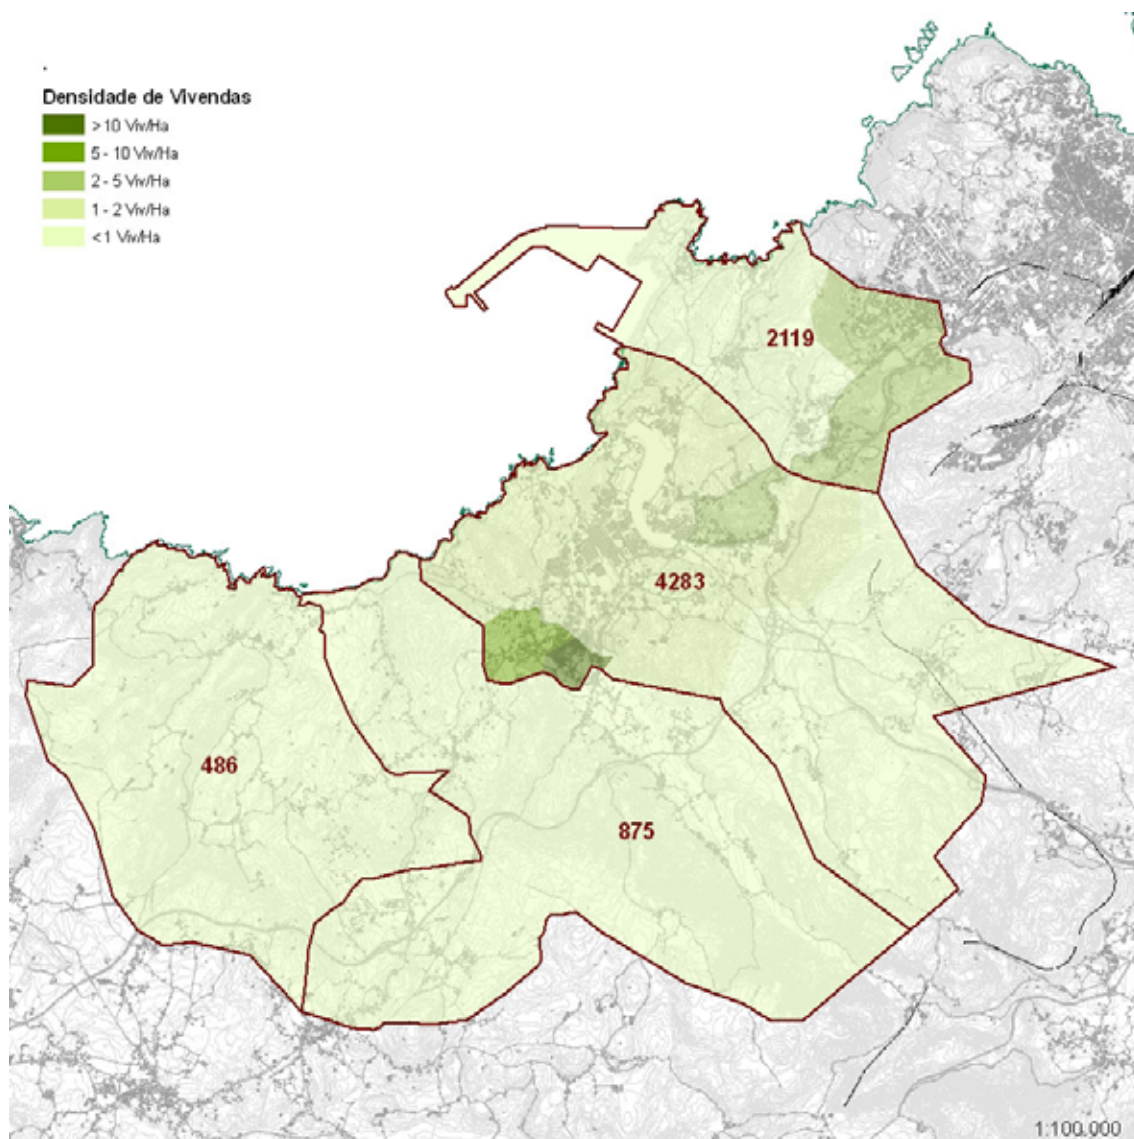 Densidade de Vivendas
>10 Viv/Ha
5 - 10 Viv/Ha
2 - 5 Viv/Ha
1 - 2 Viv/Ha
<1 Viv/Ha
2119
4283
486
875
1:100.000